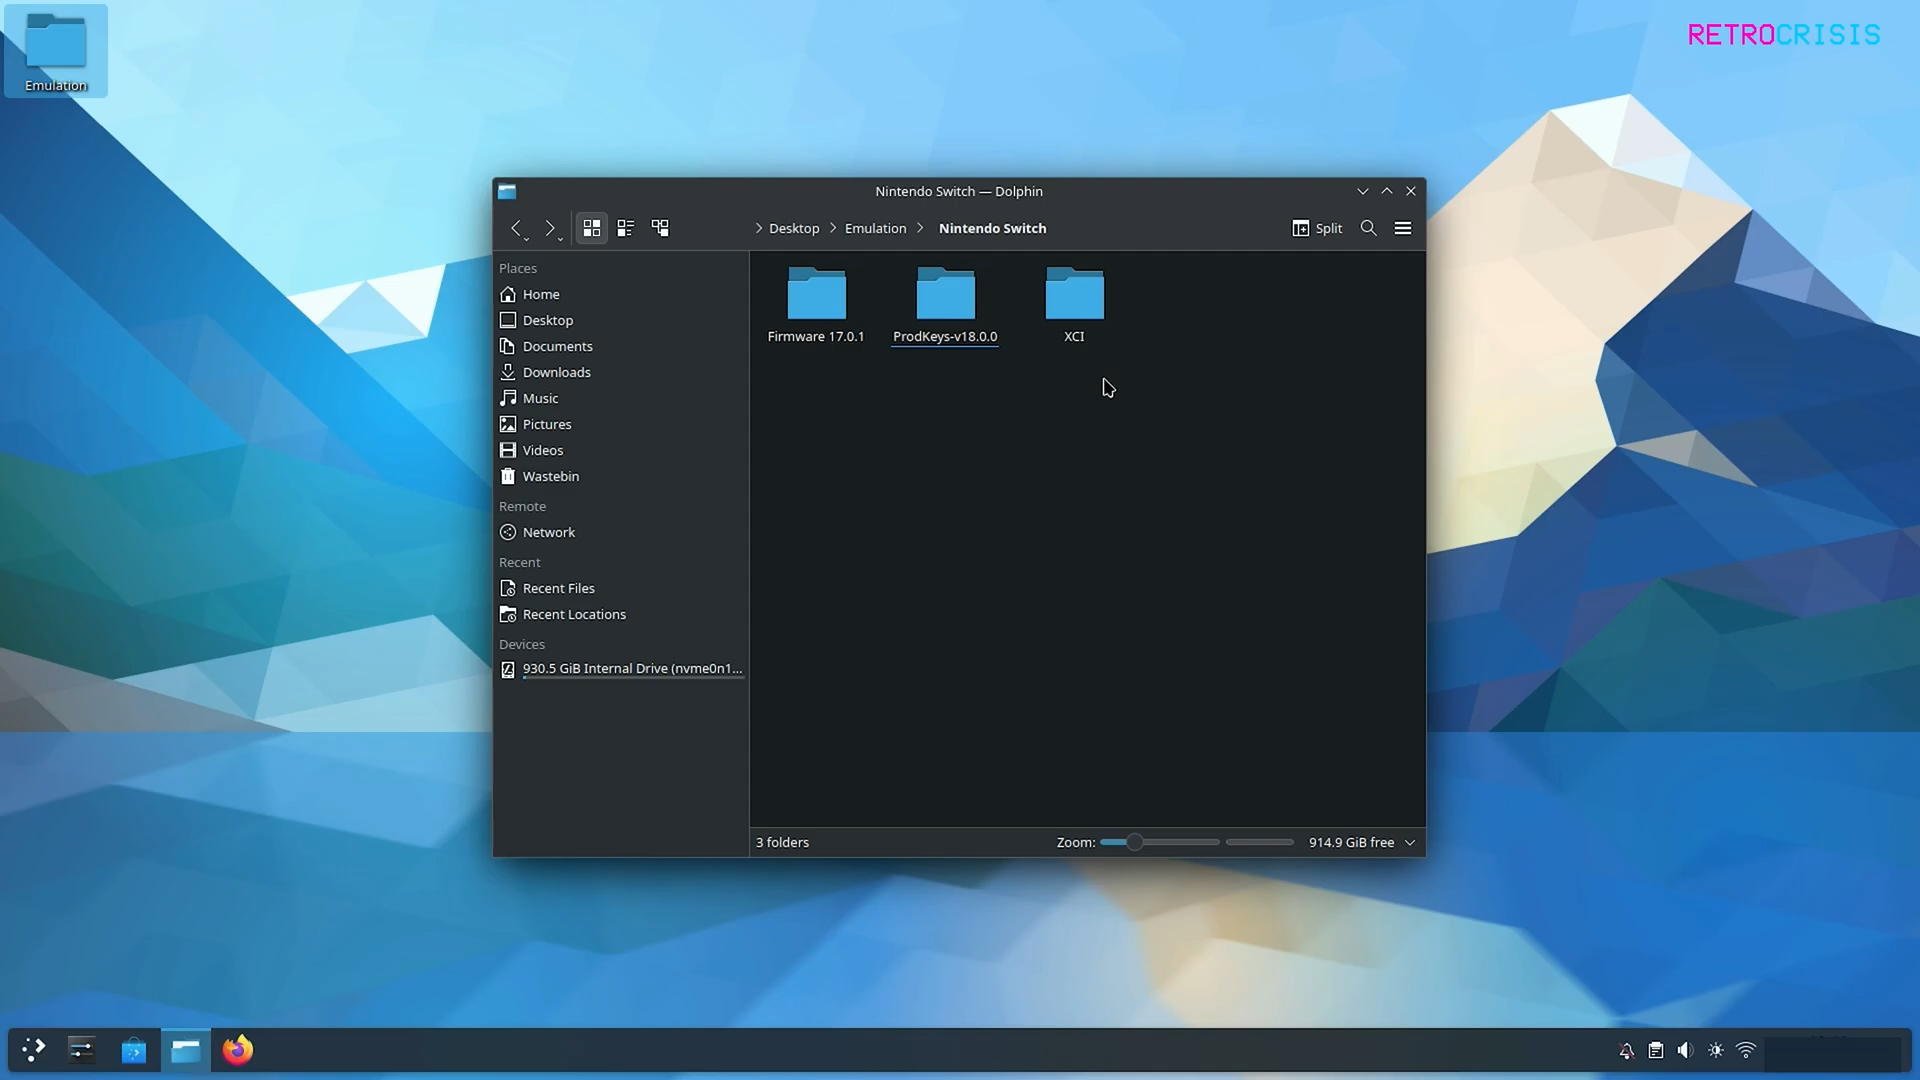 Emulation
RETROCRISIS
Nintendo Switch — Dolphin
Desktop
Emulation
Nintendo Switch
Split
Places
Home
Desktop
Documents
Downloads
Music
Pictures
Videos
Wastebin
Remote
Network
Recent
Recent Files
Recent Locations
Devices
930.5 GiB Internal Drive (nvme0n1...
Firmware 17.0.1
ProdKeys-v18.0.0
XCI
3 folders
Zoom:
914.9 GiB free